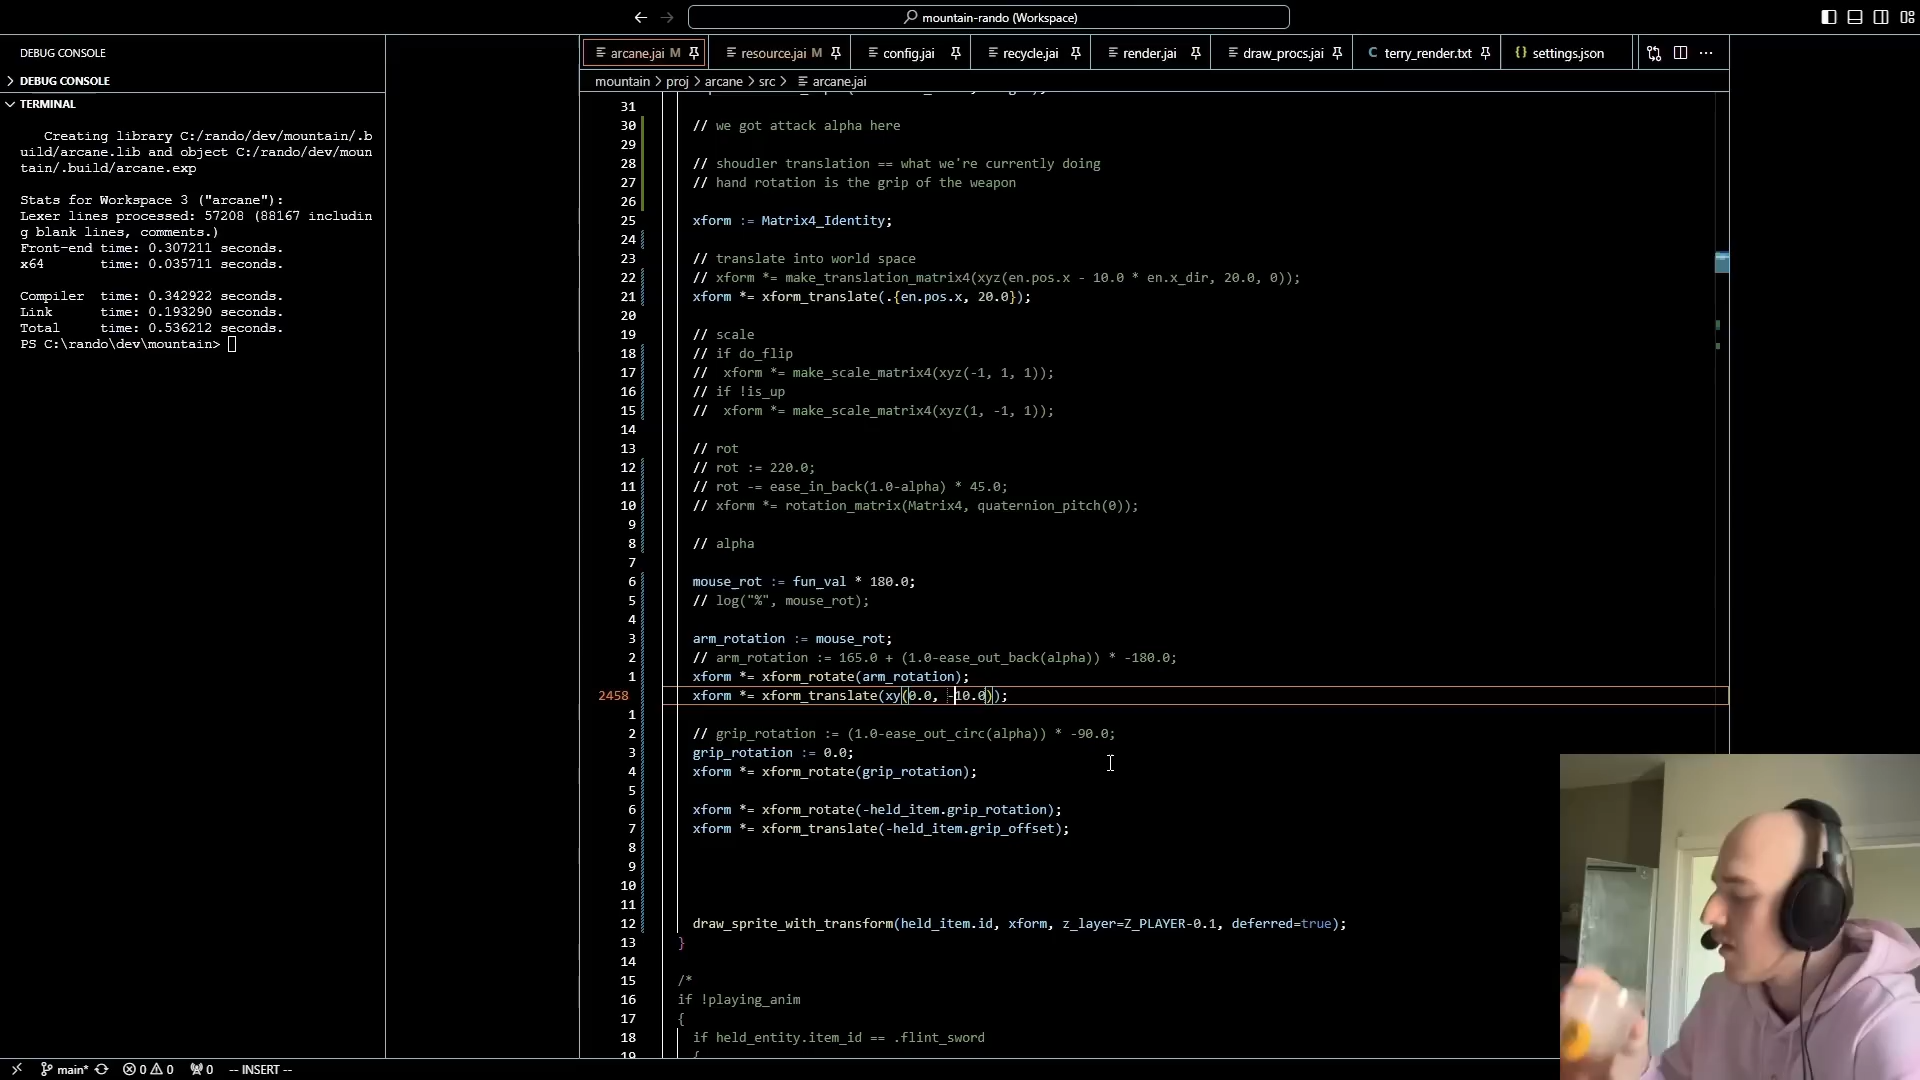 mountain-rando (Workspace)
DEBUG CONSOLE
arcane.jai M
resource.jai M
config.jai
recycle.jai
render.jai
draw_procs.jai
C terry_render.txt
{} settings.json
DEBUG CONSOLE
mountain > proj > arcane > src > arcane.jai
TERMINAL
Creating library C:/rando/dev/mountain/.b
uild/arcane.lib and object C:/rando/dev/moun
tain/.build/arcane.exp
Stats for Workspace 3 ("arcane"):
Lexer lines processed: 57208 (88167 includin
g blank lines, comments.)
Front-end time: 0.307211 seconds.
x64 time: 0.035711 seconds.
Compiler time: 0.342922 seconds.
Link time: 0.193290 seconds.
Total time: 0.536212 seconds.
PS C:\rando\dev\mountain>
31
30 // we got attack alpha here
29
28 // shoudler translation == what we're currently doing
27 // hand rotation is the grip of the weapon
26
25 xform := Matrix4_Identity;
24
23 // translate into world space
22 // xform *= make_translation_matrix4(xyz(en.pos.x - 10.0 * en.x_dir, 20.0, 0));
21 xform *= xform_translate(.{en.pos.x, 20.0});
20
19 // scale
18 // if do_flip
17 // xform *= make_scale_matrix4(xyz(-1, 1, 1));
16 // if !is_up
15 // xform *= make_scale_matrix4(xyz(1, -1, 1));
14
13 // rot
12 // rot := 220.0;
11 // rot -= ease_in_back(1.0-alpha) * 45.0;
10 // xform *= rotation_matrix(Matrix4, quaternion_pitch(0));
9
8 // alpha
7
6 mouse_rot := fun_val * 180.0;
5 // log("%", mouse_rot);
4
3 arm_rotation := mouse_rot;
2 // arm_rotation := 165.0 + (1.0-ease_out_back(alpha)) * -180.0;
1 xform *= xform_rotate(arm_rotation);
2458 xform *= xform_translate(xy(0.0, -10.0));
1
2 // grip_rotation := (1.0-ease_out_circ(alpha)) * -90.0;
3 grip_rotation := 0.0;
4 xform *= xform_rotate(grip_rotation);
5
6 xform *= xform_rotate(-held_item.grip_rotation);
7 xform *= xform_translate(-held_item.grip_offset);
8
9
10
11
12 draw_sprite_with_transform(held_item.id, xform, z_layer=Z_PLAYER-0.1, deferred=true);
13 }
14
15 /*
16 if !playing_anim
17 {
18 if held_entity.item_id == .flint_sword
19 {
main* 0 0 0 -- INSERT --